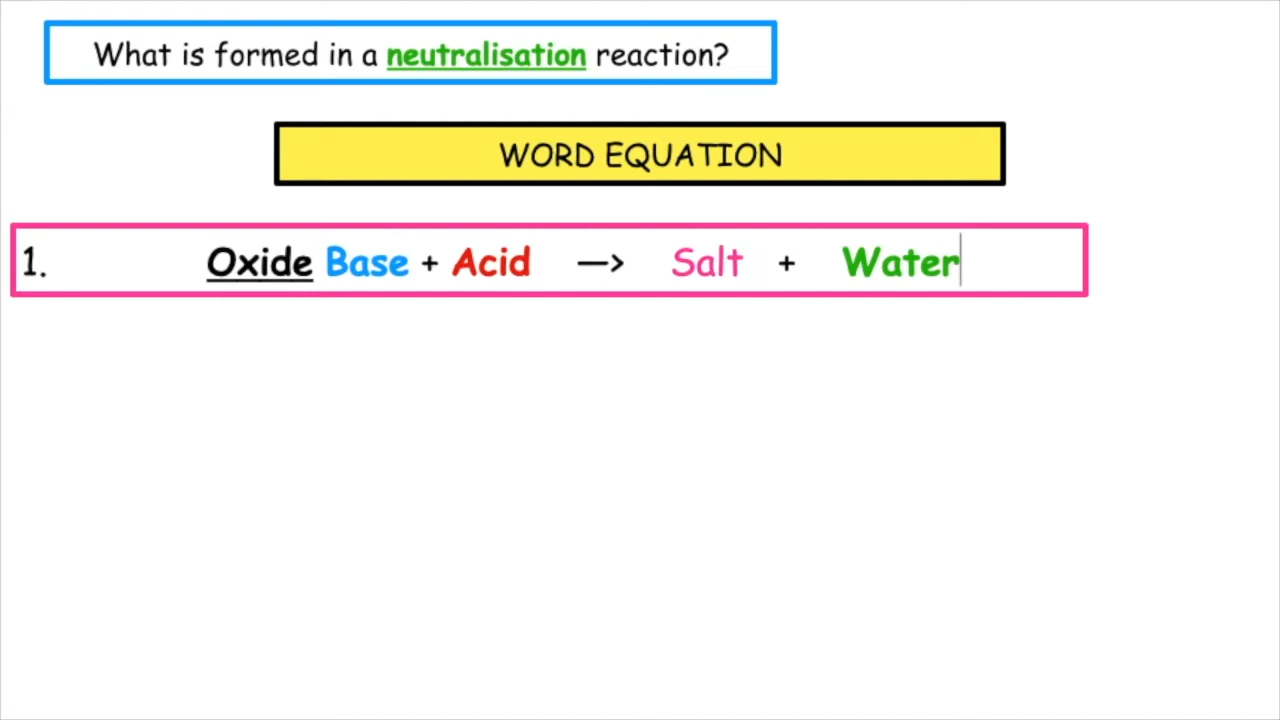 What is formed in a neutralisation reaction?
WORD EQUATION
1. Oxide Base + Acid —> Salt + Water